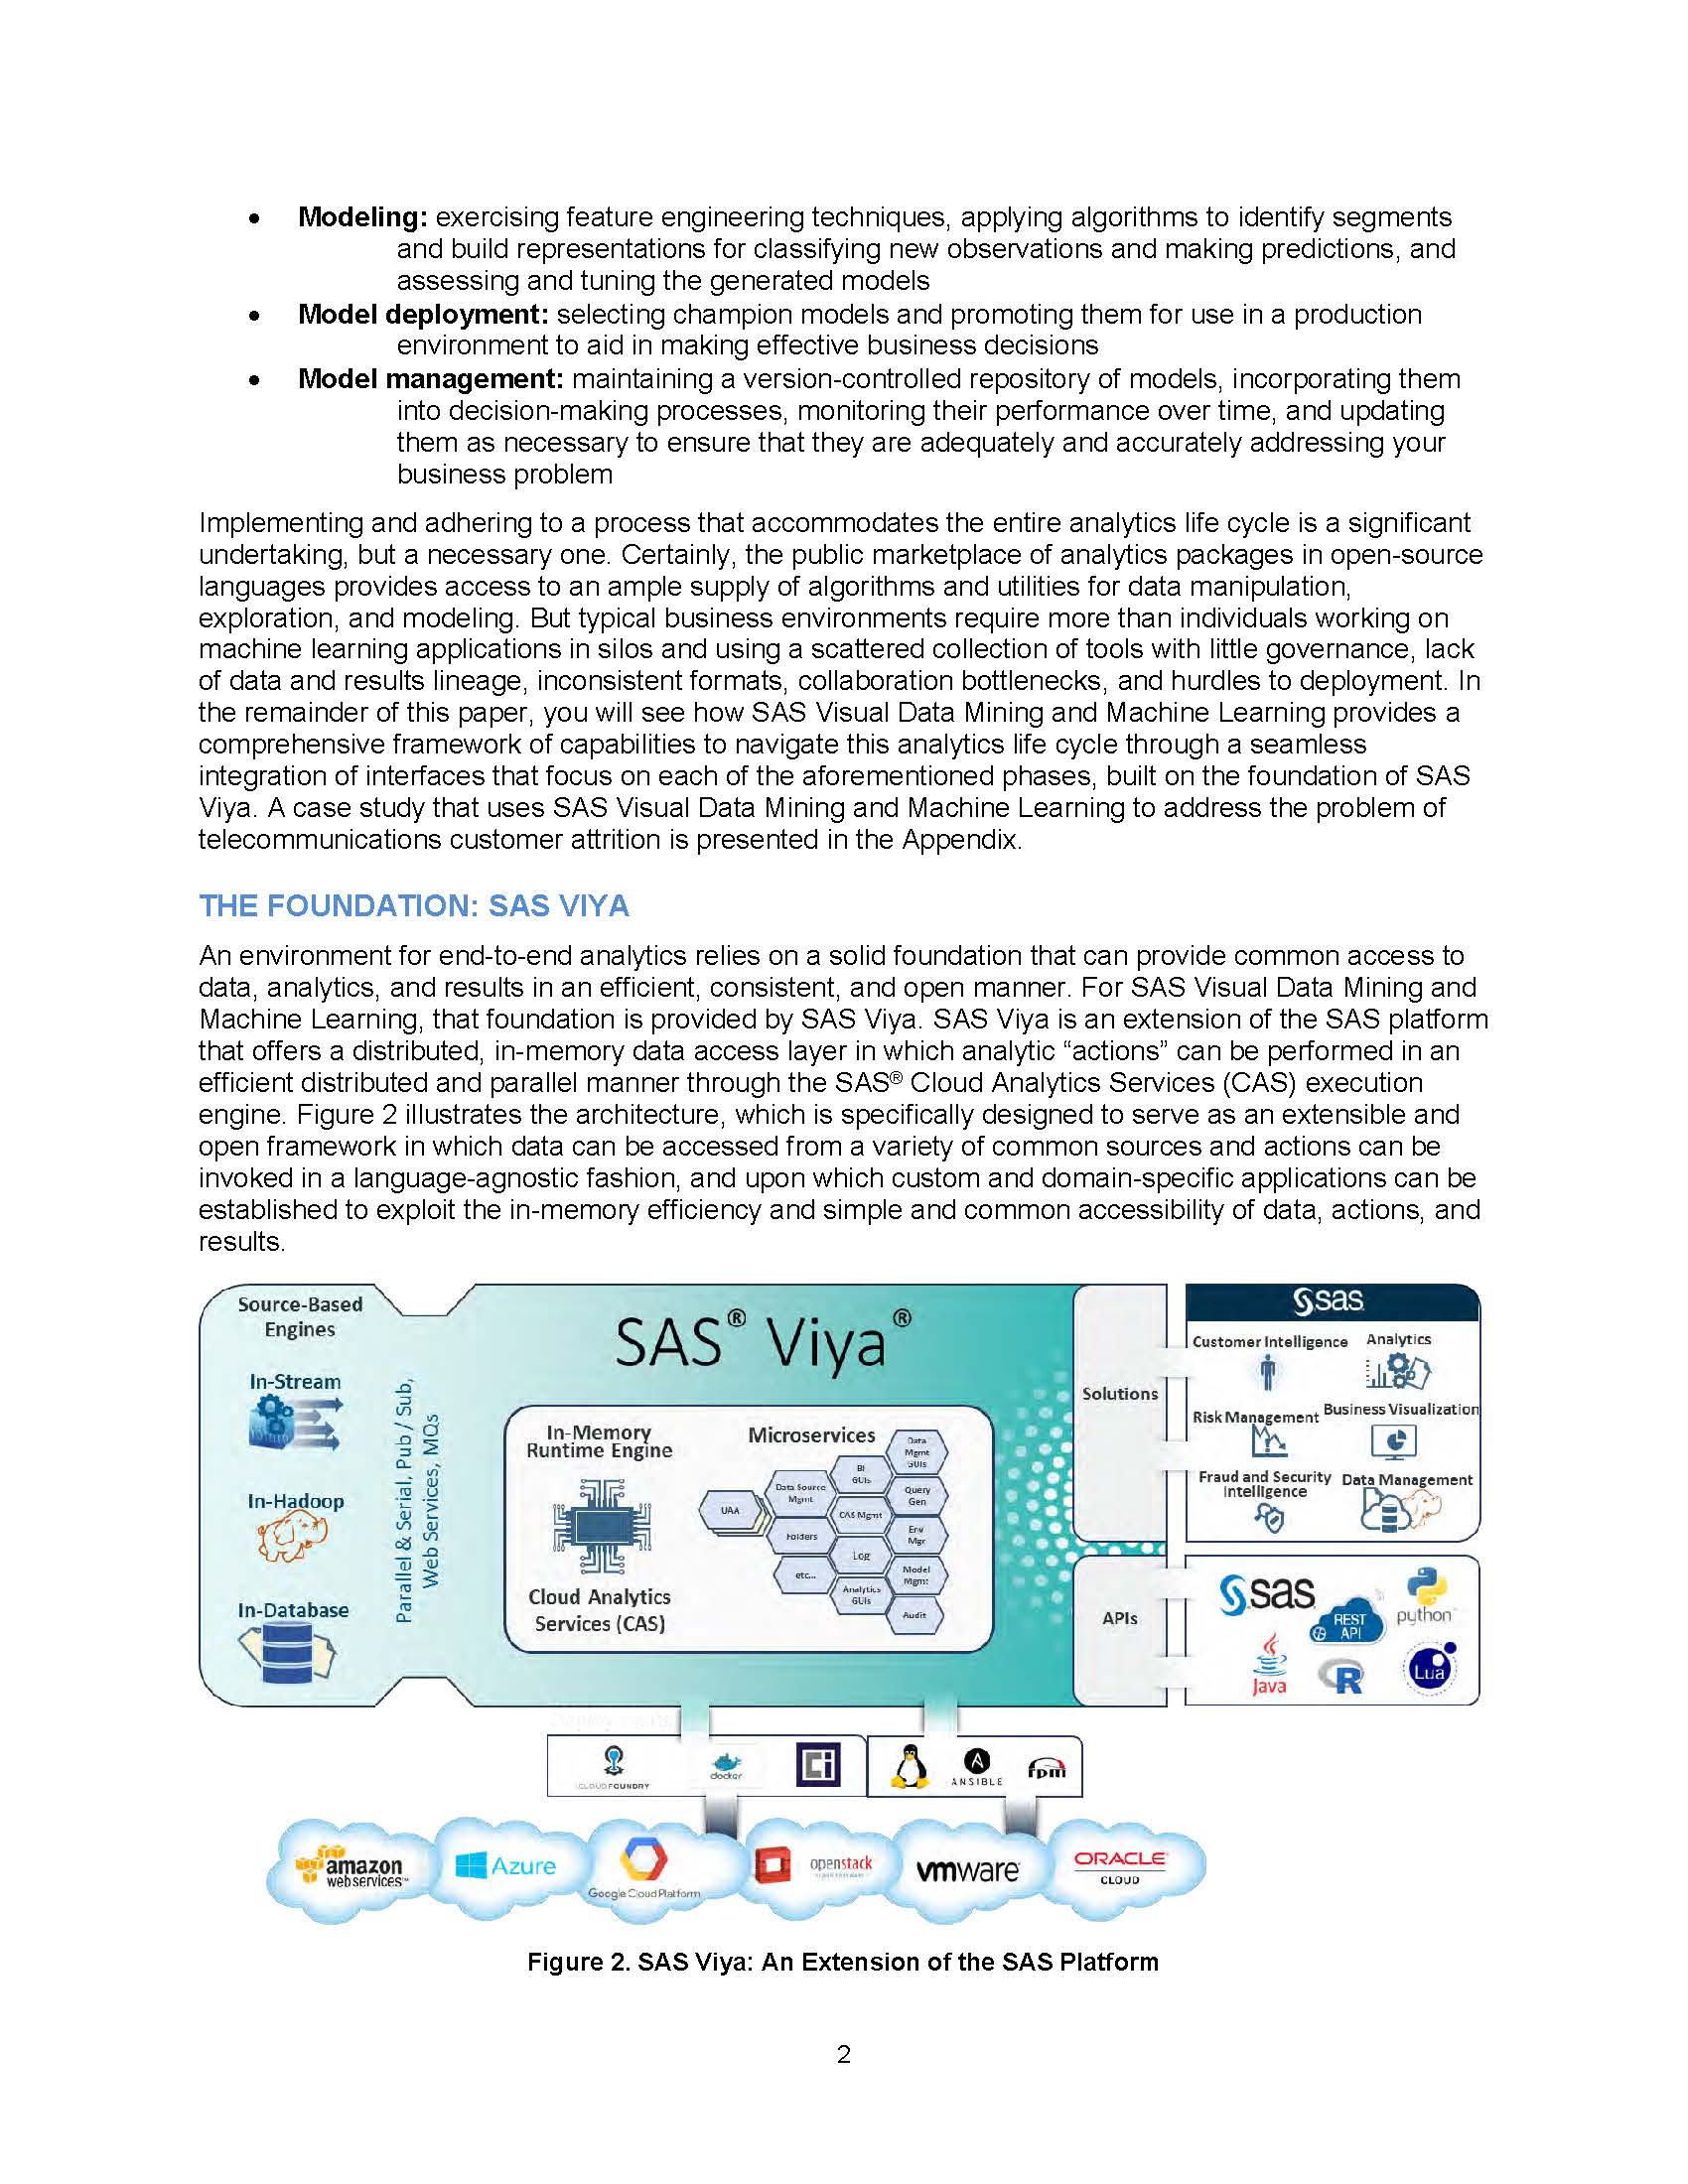 • Modeling: exercising feature engineering techniques, applying algorithms to identify segments
and build representations for classifying new observations and making predictions, and
assessing and tuning the generated models
• Model deployment: selecting champion models and promoting them for use in a production
environment to aid in making effective business decisions
• Model management: maintaining a version-controlled repository of models, incorporating them
into decision-making processes, monitoring their performance over time, and updating
them as necessary to ensure that they are adequately and accurately addressing your
business problem
Implementing and adhering to a process that accommodates the entire analytics life cycle is a significant
undertaking, but a necessary one. Certainly, the public marketplace of analytics packages in open-source
languages provides access to an ample supply of algorithms and utilities for data manipulation,
exploration, and modeling. But typical business environments require more than individuals working on
machine learning applications in silos and using a scattered collection of tools with little governance, lack
of data and results lineage, inconsistent formats, collaboration bottlenecks, and hurdles to deployment. In
the remainder of this paper, you will see how SAS Visual Data Mining and Machine Learning provides a
comprehensive framework of capabilities to navigate this analytics life cycle through a seamless
integration of interfaces that focus on each of the aforementioned phases, built on the foundation of SAS
Viya. A case study that uses SAS Visual Data Mining and Machine Learning to address the problem of
telecommunications customer attrition is presented in the Appendix.
THE FOUNDATION: SAS VIYA
An environment for end-to-end analytics relies on a solid foundation that can provide common access to
data, analytics, and results in an efficient, consistent, and open manner. For SAS Visual Data Mining and
Machine Learning, that foundation is provided by SAS Viya. SAS Viya is an extension of the SAS platform
that offers a distributed, in-memory data access layer in which analytic “actions” can be performed in an
efficient distributed and parallel manner through the SAS® Cloud Analytics Services (CAS) execution
engine. Figure 2 illustrates the architecture, which is specifically designed to serve as an extensible and
open framework in which data can be accessed from a variety of common sources and actions can be
invoked in a language-agnostic fashion, and upon which custom and domain-specific applications can be
established to exploit the in-memory efficiency and simple and common accessibility of data, actions, and
results.
Source-Based
Engines
In-Stream
In-Hadoop
In-Database
Parallel & Serial, Pub / Sub,
Web Services, MQs
SAS® Viya®
In-Memory
Runtime Engine
Cloud Analytics
Services (CAS)
Microservices
UAA
Data Source
Mgmt
Folders
etc...
BI
GUIs
CAS Mgmt
Log
Analytics
GUIs
Data
Mgmt
GUIs
Query
Gen
Env
Mgr
Model
Mgmt
Audit
Solutions
APIs
sas
Customer Intelligence
Analytics
Risk Management
Business Visualization
Fraud and Security
Intelligence
Data Management
sas
REST
API
python
Java
R
Lua
CLOUD FOUNDRY
docker
Ci
ANSIBLE
rpm
amazon
web services™
Azure
Google Cloud Platform
openstack
vmware
ORACLE
CLOUD
Figure 2. SAS Viya: An Extension of the SAS Platform
2